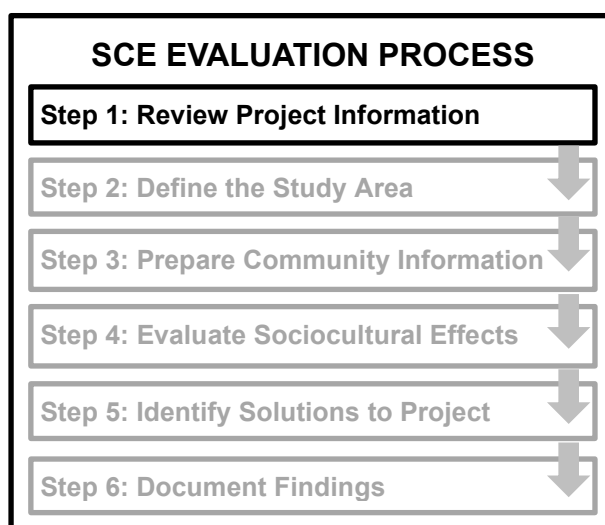 SCE EVALUATION PROCESS
Step 1: Review Project Information
Step 2: Define the Study Area
Step 3: Prepare Community Information
Step 4: Evaluate Sociocultural Effects
Step 5: Identify Solutions to Project
Step 6: Document Findings